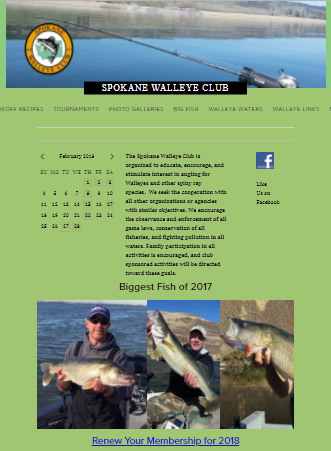 SPOKANE
WALLEYE CLUB
SPOKANE WALLEYE CLUB
KOFF RECIPES TOURNAMENTS PHOTO GALLERIES BIG FISH WALLEYE WATERS WALLEYE LINKS
< February 2018 >
SU MO TU WE TH FR SA
1 2 3
4 5 6 7 8 9 10
11 12 13 14 15 16 17
18 19 20 21 22 23 24
25 26 27 28
The Spokane Walleye Club is
organized to educate, encourage, and
stimulate interest in angling for
Walleyes and other spiny ray
species. We seek the cooperation with
all other organizations or agencies
with similar objectives. We encourage
the observance and enforcement of all
game laws, conservation of all
fisheries, and fighting pollution in all
waters. Family participation in all
activities is encouraged, and club
sponsored activities will be directed
toward these goals.
f
Like
Us on
Facebook
Biggest Fish of 2017
Renew Your Membership for 2018